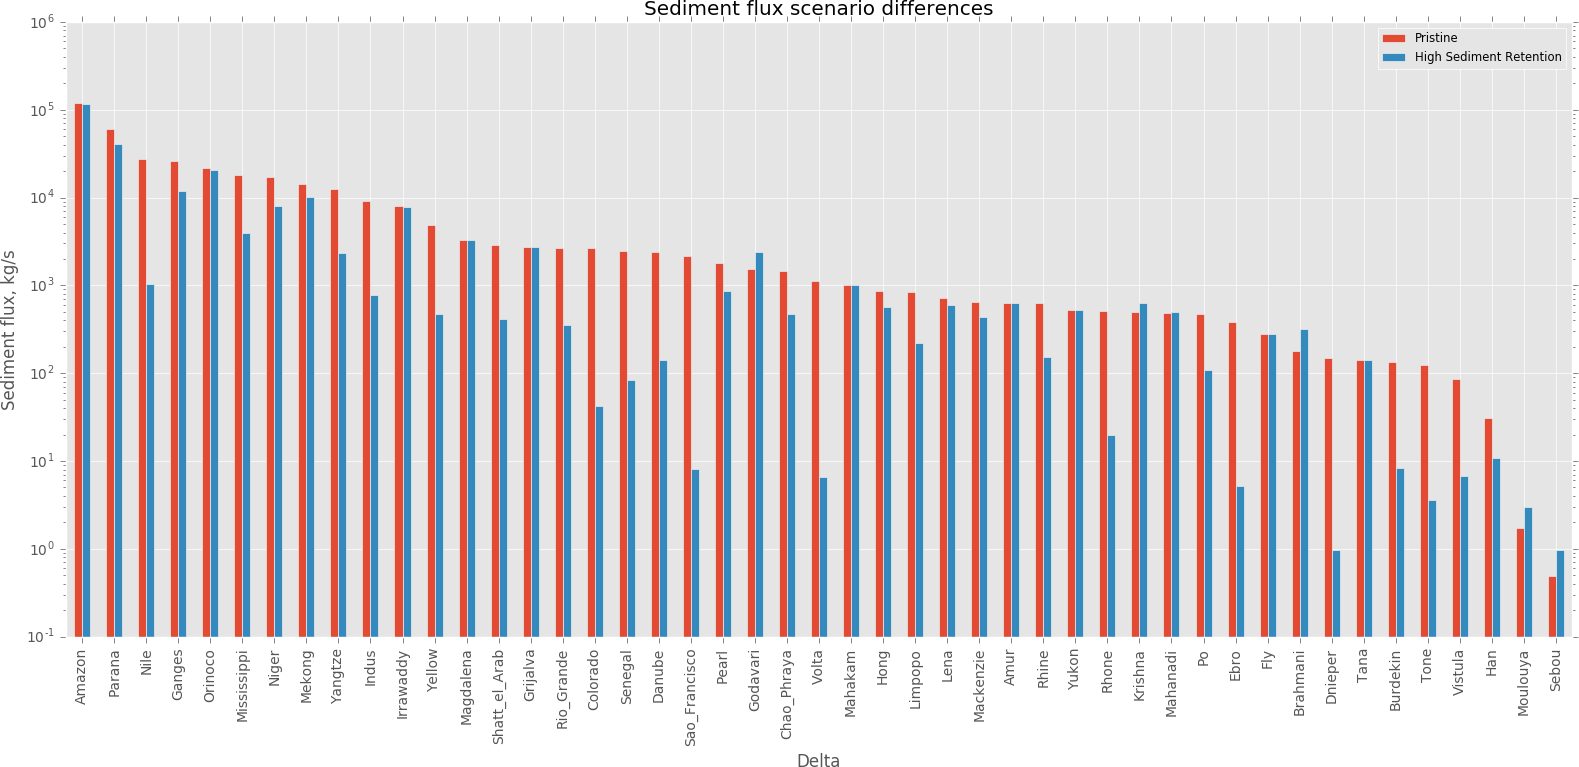 Sediment flux scenario differences
Pristine
High Sediment Retention
Sediment flux, kg/s
10^6
10^5
10^4
10^3
10^2
10^1
10^0
10^-1
Amazon
Parana
Nile
Ganges
Orinoco
Mississippi
Niger
Mekong
Yangtze
Indus
Irrawaddy
Yellow
Magdalena
Shatt_el_Arab
Grijalva
Rio_Grande
Colorado
Senegal
Danube
Sao_Francisco
Pearl
Godavari
Chao_Phraya
Volta
Mahakam
Hong
Limpopo
Lena
Mackenzie
Amur
Rhine
Yukon
Rhone
Krishna
Mahanadi
Po
Ebro
Fly
Brahmani
Dnieper
Tana
Burdekin
Tone
Vistula
Han
Moulouya
Sebou
Delta